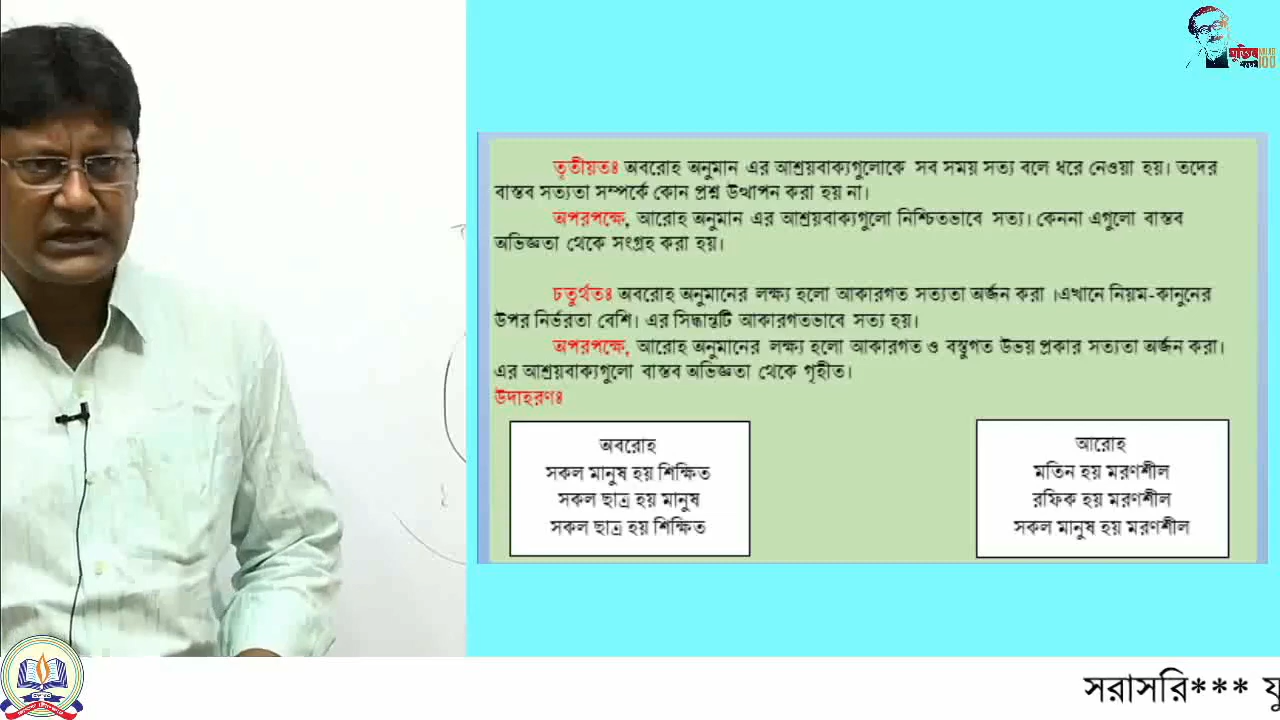 তৃতীয়তঃ অবরোহ অনুমান এর আশ্রয়বাক্যগুলোকে সব সময় সত্য বলে ধরে নেওয়া হয়। তদের
বাস্তব সত্যতা সম্পর্কে কোন প্রশ্ন উত্থাপন করা হয় না।
অপরপক্ষে, আরোহ অনুমান এর আশ্রয়বাক্যগুলো নিশ্চিতভাবে সত্য। কেননা এগুলো বাস্তব
অভিজ্ঞতা থেকে সংগ্রহ করা হয়।
চতুর্থতঃ অবরোহ অনুমানের লক্ষ্য হলো আকারগত সত্যতা অর্জন করা ।এখানে নিয়ম-কানুনের
উপর নির্ভরতা বেশি। এর সিদ্ধান্তটি আকারগতভাবে সত্য হয়।
অপরপক্ষে, আরোহ অনুমানের লক্ষ্য হলো আকারগত ও বস্তুগত উভয় প্রকার সত্যতা অর্জন করা।
এর আশ্রয়বাক্যগুলো বাস্তব অভিজ্ঞতা থেকে গৃহীত।
উদাহরণঃ
অবরোহ
সকল মানুষ হয় শিক্ষিত
সকল ছাত্র হয় মানুষ
সকল ছাত্র হয় শিক্ষিত
আরোহ
মতিন হয় মরণশীল
রফিক হয় মরণশীল
সকল মানুষ হয় মরণশীল
মুজিব
100
সরাসরি*** যু